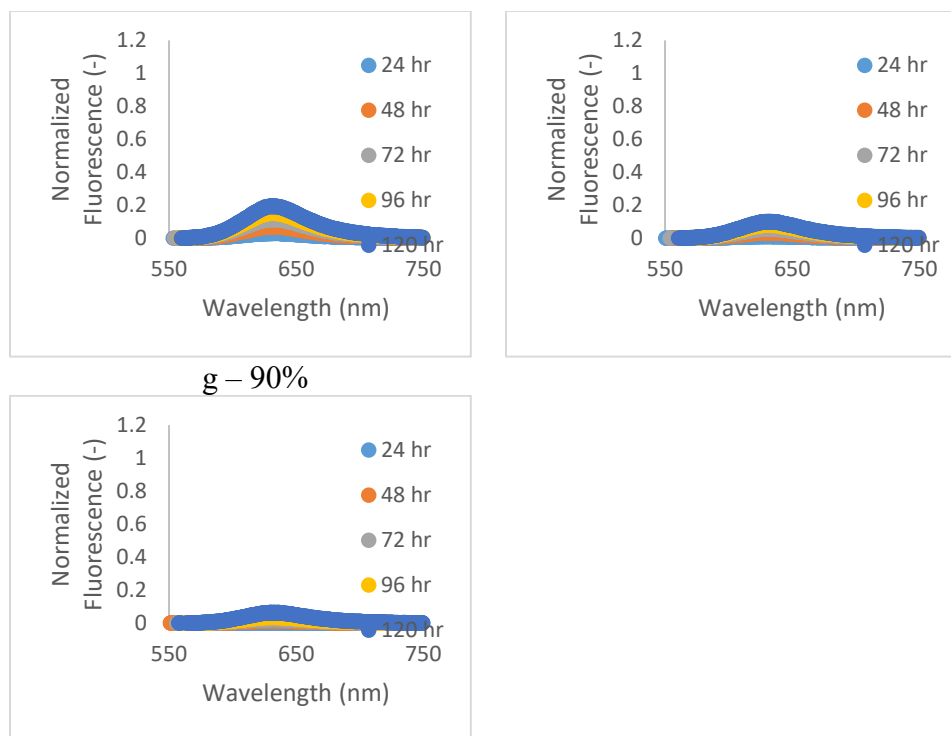 1.2
1
0.8
0.6
0.4
0.2
0
Normalized
Fluorescence (-)
24 hr
48 hr
72 hr
96 hr
120 hr
550
650
750
Wavelength (nm)
1.2
1
0.8
0.6
0.4
0.2
0
Normalized
Fluorescence (-)
24 hr
48 hr
72 hr
96 hr
120 hr
550
650
750
Wavelength (nm)
g – 90%
1.2
1
0.8
0.6
0.4
0.2
0
Normalized
Fluorescence (-)
24 hr
48 hr
72 hr
96 hr
120 hr
550
650
750
Wavelength (nm)